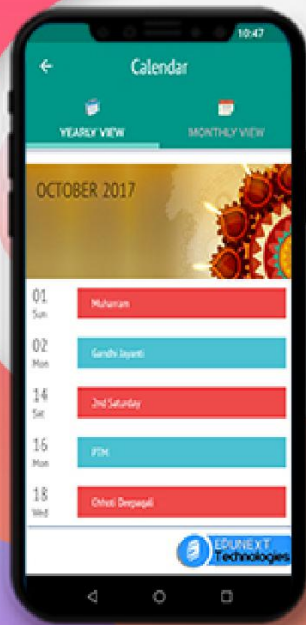 10:47
Calendar
YEARLY VIEW
MONTHLY VIEW
OCTOBER 2017
01
Sun
Muharram
02
Mon
Gandhi Jayanti
14
Sat
2nd Saturday
16
Mon
PTM
18
Wed
Chhoti Deepawali
EDUNEXT
Technologies